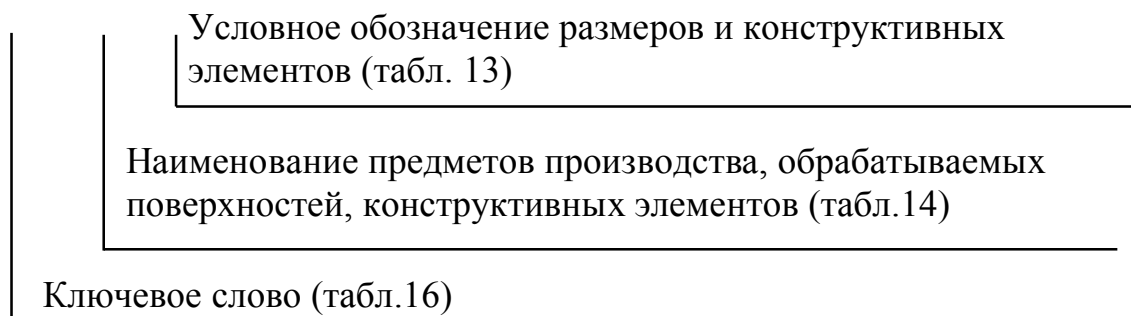 Условное обозначение размеров и конструктивных
элементов (табл. 13)
Наименование предметов производства, обрабатываемых
поверхностей, конструктивных элементов (табл.14)
Ключевое слово (табл.16)